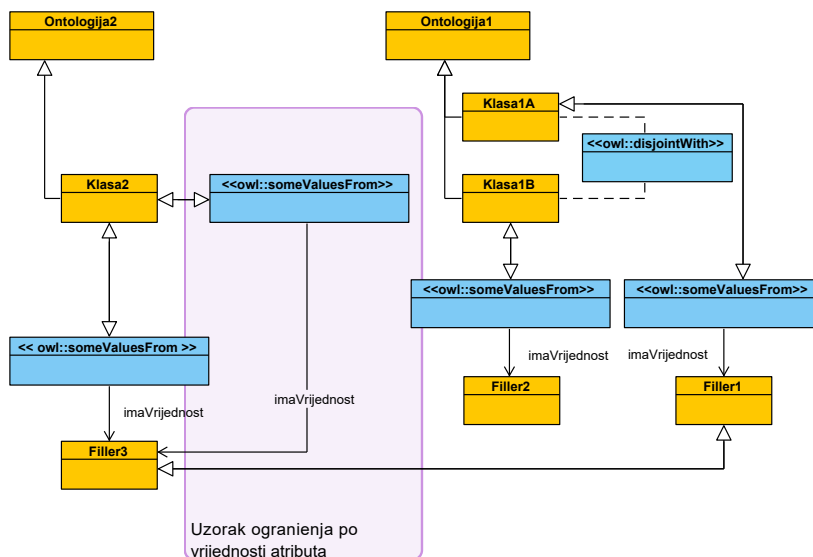 Ontologija2
Ontologija1
Klasa1A
<<owl::disjointWith>>
Klasa2
<<owl::someValuesFrom>>
Klasa1B
<<owl::someValuesFrom>>
<<owl::someValuesFrom>>
<< owl::someValuesFrom >>
imaVrijednost
imaVrijednost
Filler2
Filler1
imaVrijednost
imaVrijednost
Filler3
Uzorak ogranienja po
vrijednosti atributa